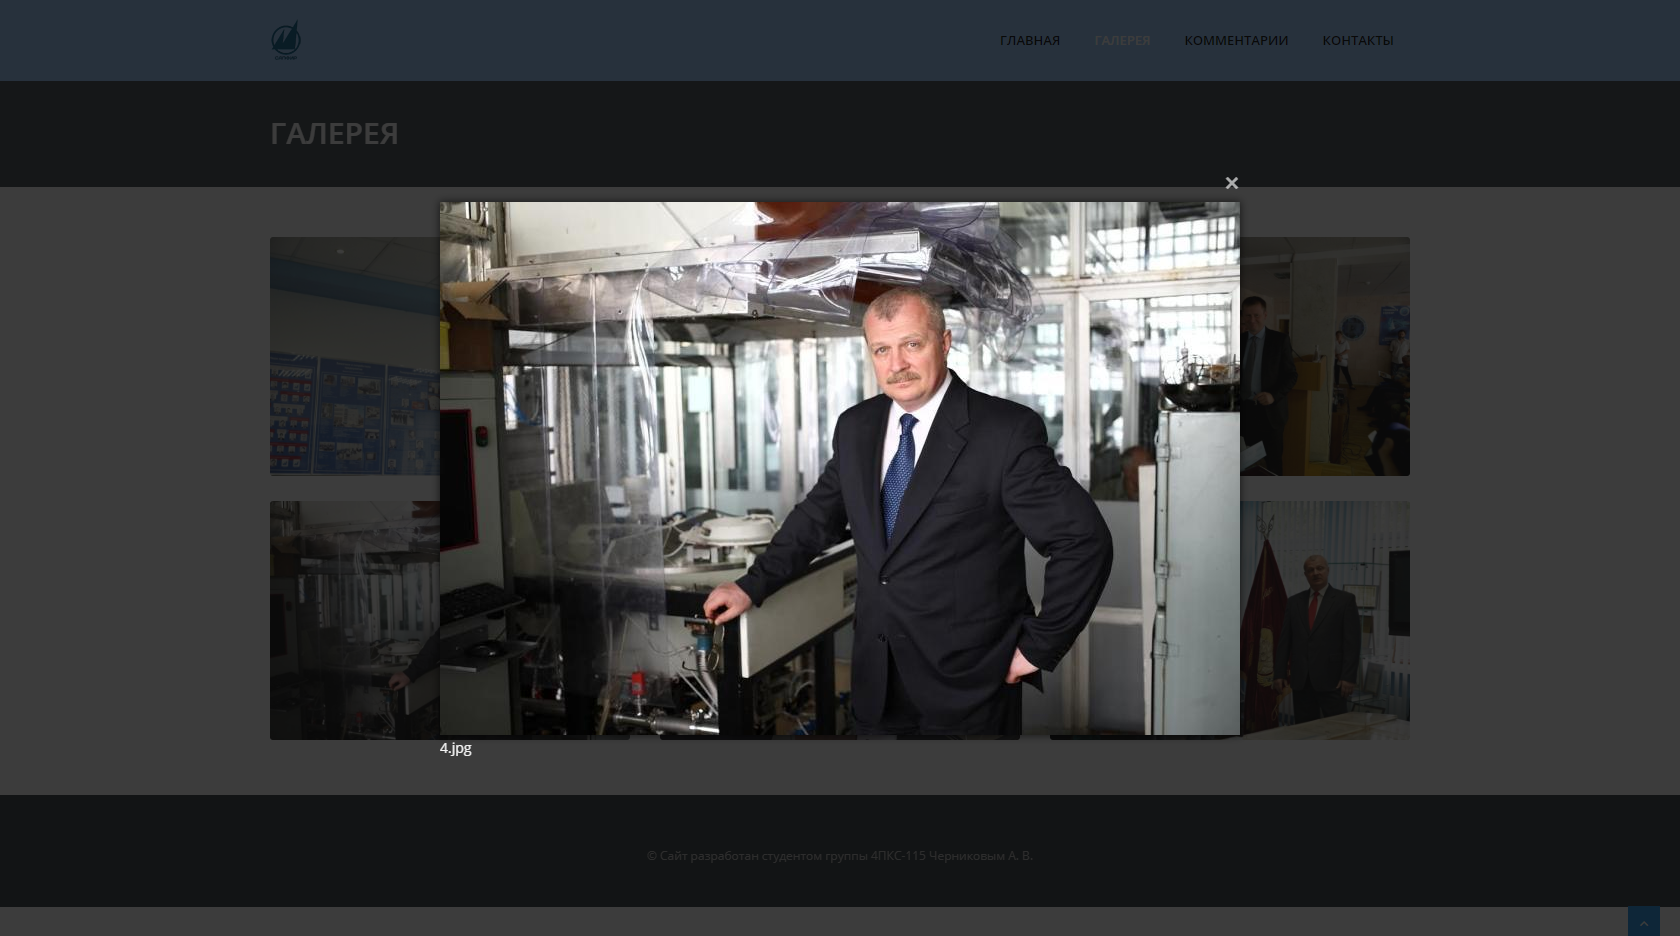 ГЛАВНАЯ ГАЛЕРЕЯ КОММЕНТАРИИ КОНТАКТЫ
ГАЛЕРЕЯ
×
4.jpg
© Сайт разработан студентом группы 4ПКС-115 Черниковым А. В.